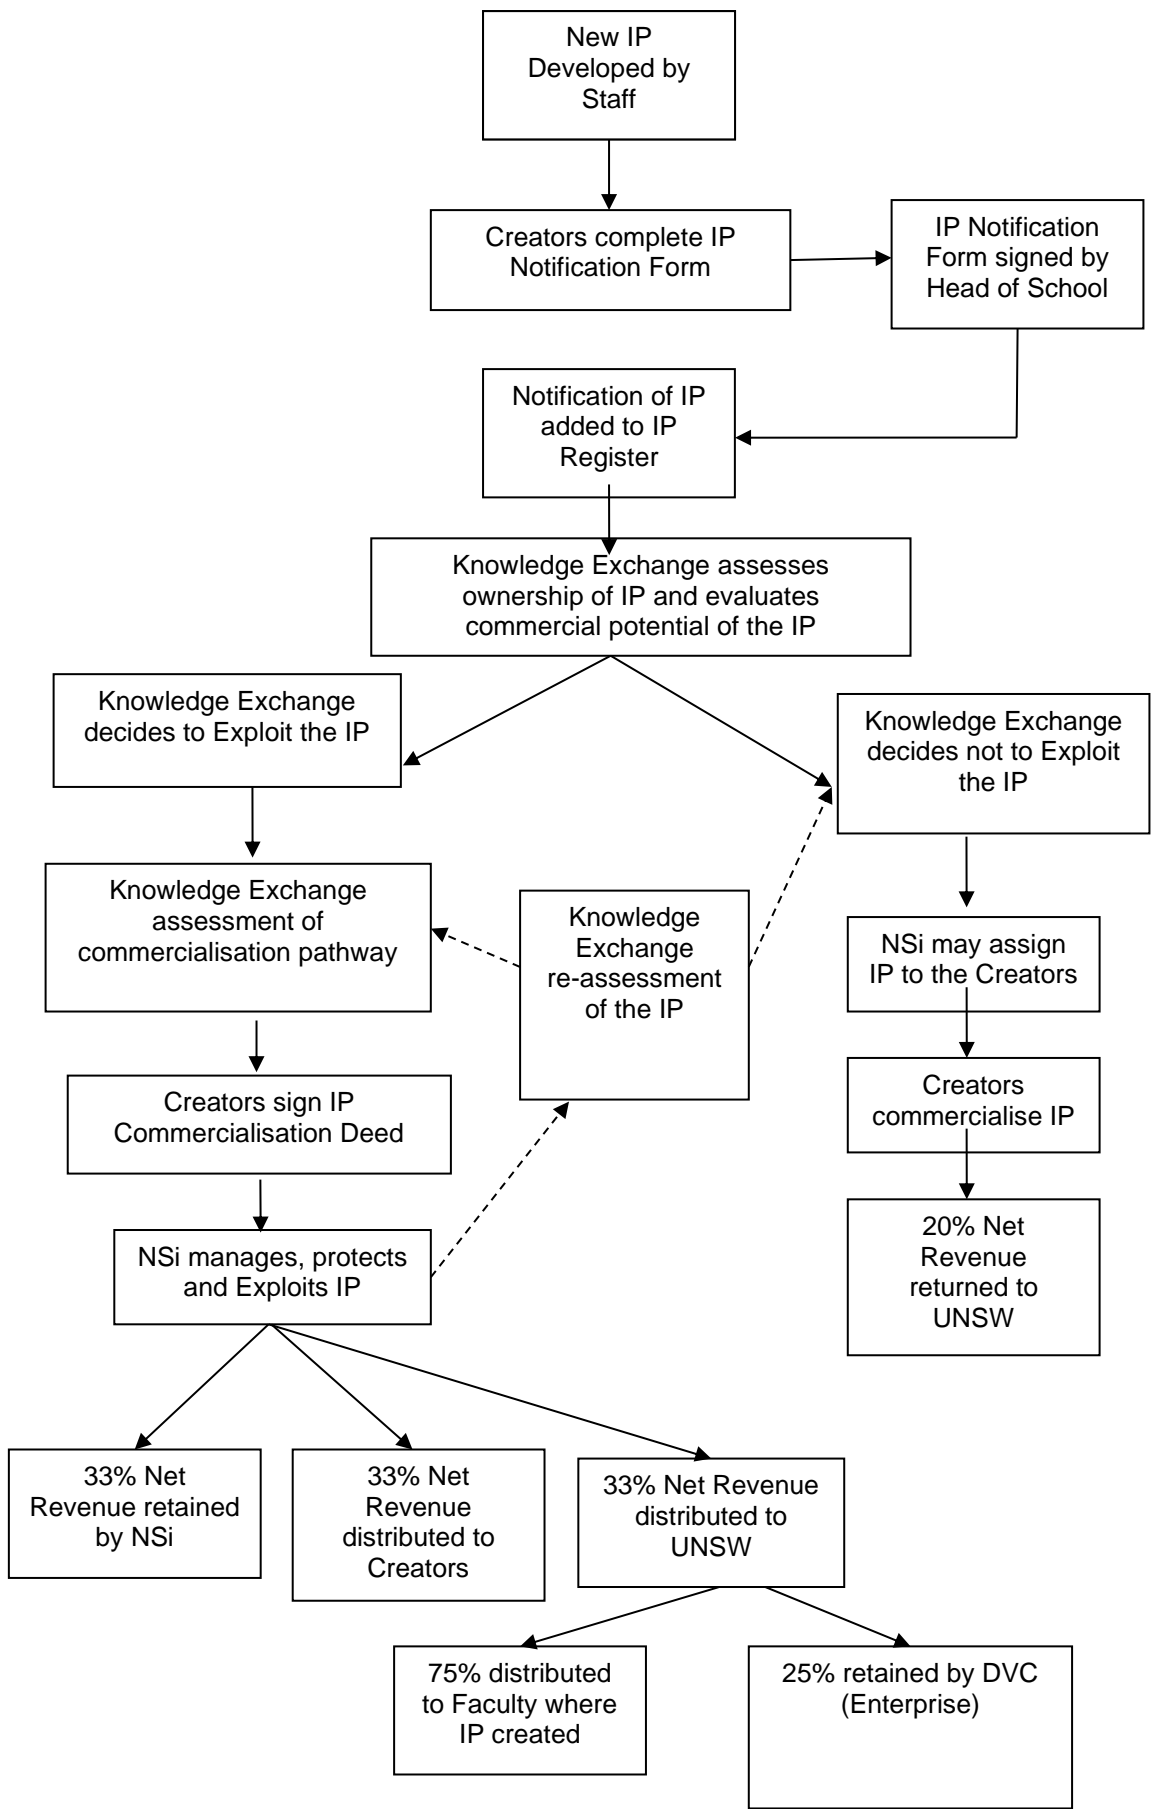 New IP
Developed by
Staff
Creators complete IP
Notification Form
IP Notification
Form signed by
Head of School
Notification of IP
added to IP
Register
Knowledge Exchange assesses
ownership of IP and evaluates
commercial potential of the IP
Knowledge Exchange
decides to Exploit the IP
Knowledge Exchange
decides not to Exploit
the IP
Knowledge Exchange
assessment of
commercialisation pathway
Knowledge
Exchange
re-assessment
of the IP
NSi may assign
IP to the Creators
Creators sign IP
Commercialisation Deed
Creators
commercialise IP
NSi manages, protects
and Exploits IP
20% Net
Revenue
returned to
UNSW
33% Net
Revenue retained
by NSi
33% Net
Revenue
distributed to
Creators
33% Net Revenue
distributed to
UNSW
75% distributed
to Faculty where
IP created
25% retained by DVC
(Enterprise)